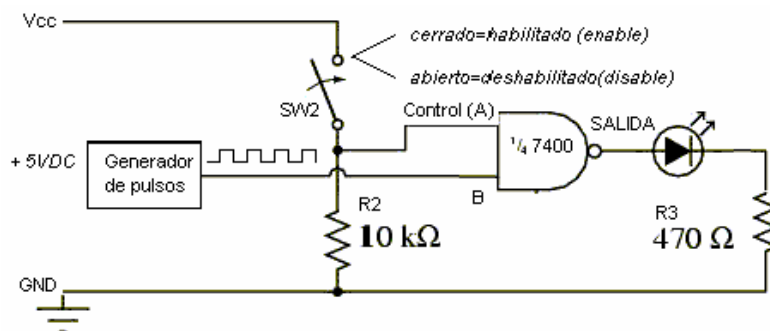 Vcc
cerrado=habilitado (enable)
abierto=deshabilitado(disable)
SW2
Control (A)
SALIDA
1/4 7400
+ 5VDC
Generador
de pulsos
B
R2
10 kΩ
R3
470 Ω
GND